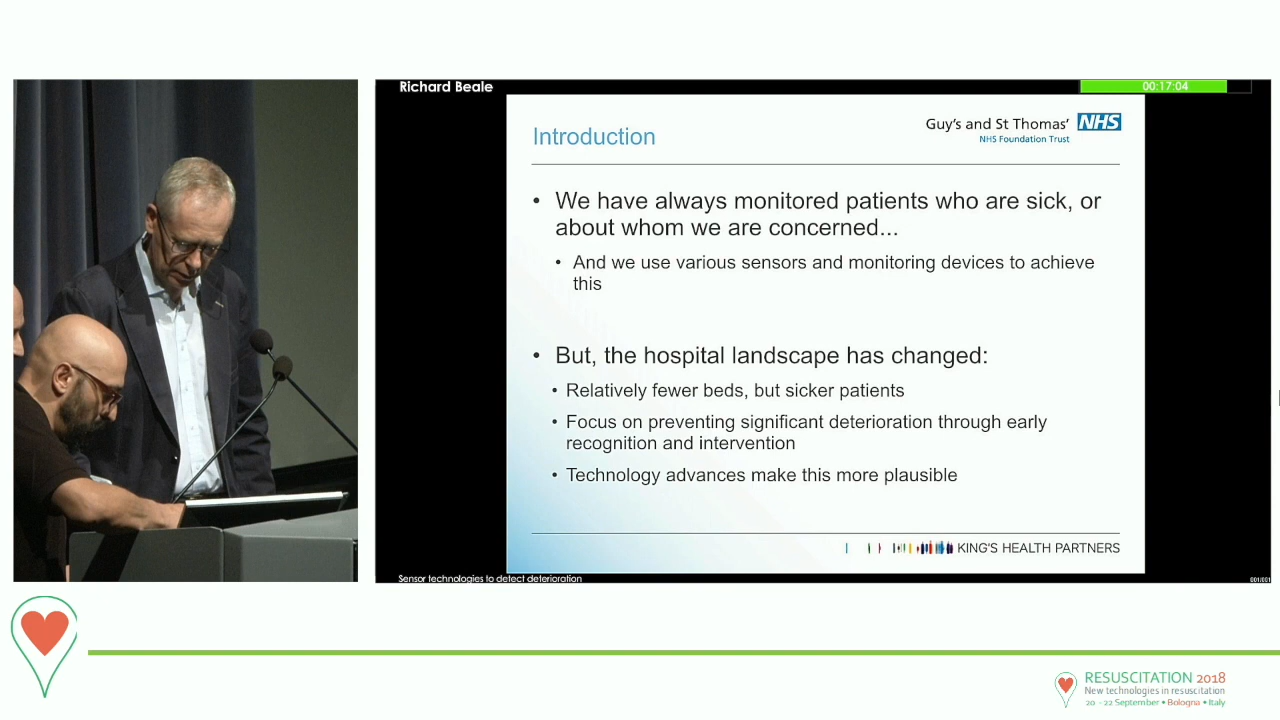 Richard Beale
00:17:04
Introduction
Guy's and St Thomas' NHS
NHS Foundation Trust
• We have always monitored patients who are sick, or
about whom we are concerned...
• And we use various sensors and monitoring devices to achieve
this
• But, the hospital landscape has changed:
• Relatively fewer beds, but sicker patients
• Focus on preventing significant deterioration through early
recognition and intervention
• Technology advances make this more plausible
KING'S HEALTH PARTNERS
Sensor technologies to detect deterioration
001/001
RESUSCITATION 2018
New technologies in resuscitation
20 - 22 September • Bologna • Italy